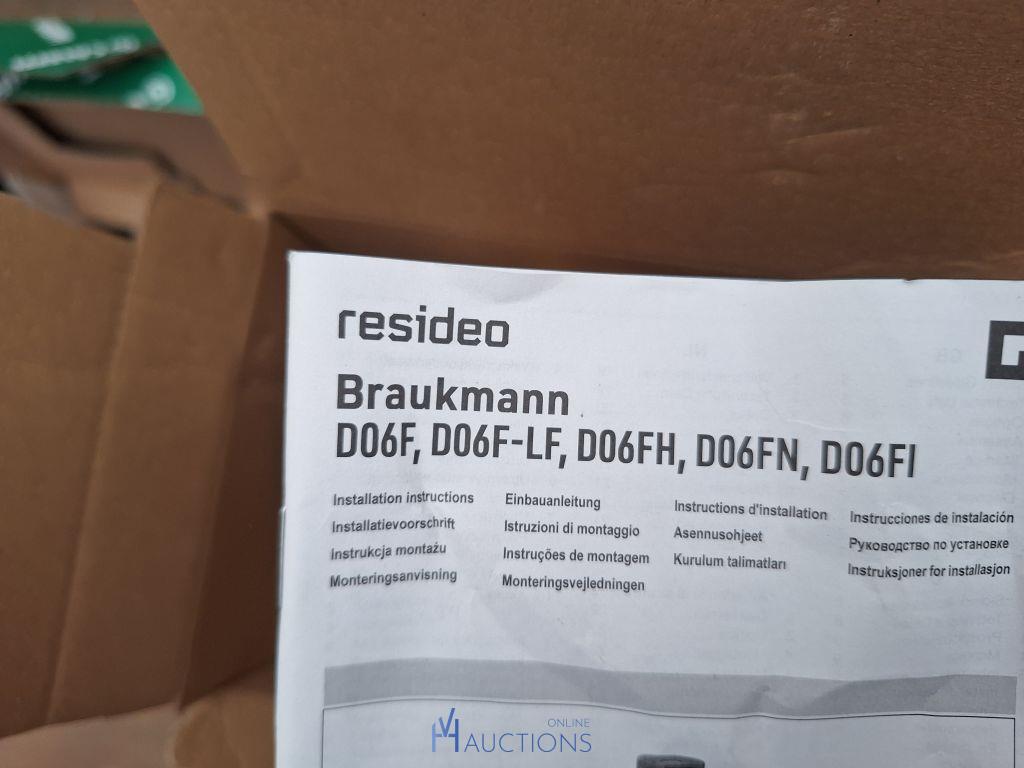 resideo
Braukmann
D06F, D06F-LF, D06FH, D06FN, D06FI
Installation instructions
Installatievoorschrift
Instrukcja montażu
Monteringsanvisning
Einbauanleitung
Istruzioni di montaggio
Instruções de montagem
Monteringsvejledningen
Instructions d'installation
Asennusohjeet
Kurulum talimatları
Instrucciones de instalación
Руководство по установке
Instruksjoner for installasjon
VH ONLINE
AUCTIONS